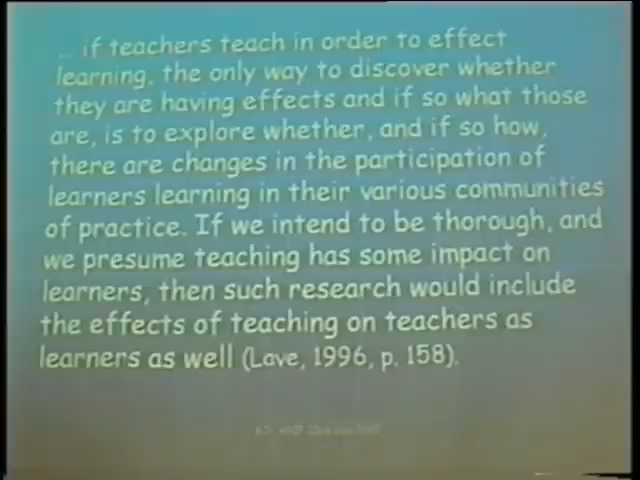 ... if teachers teach in order to effect
learning, the only way to discover whether
they are having effects and if so what those
are, is to explore whether, and if so how,
there are changes in the participation of
learners learning in their various communities
of practice. If we intend to be thorough, and
we presume teaching has some impact on
learners, then such research would include
the effects of teaching on teachers as
learners as well (Lave, 1996, p. 158).